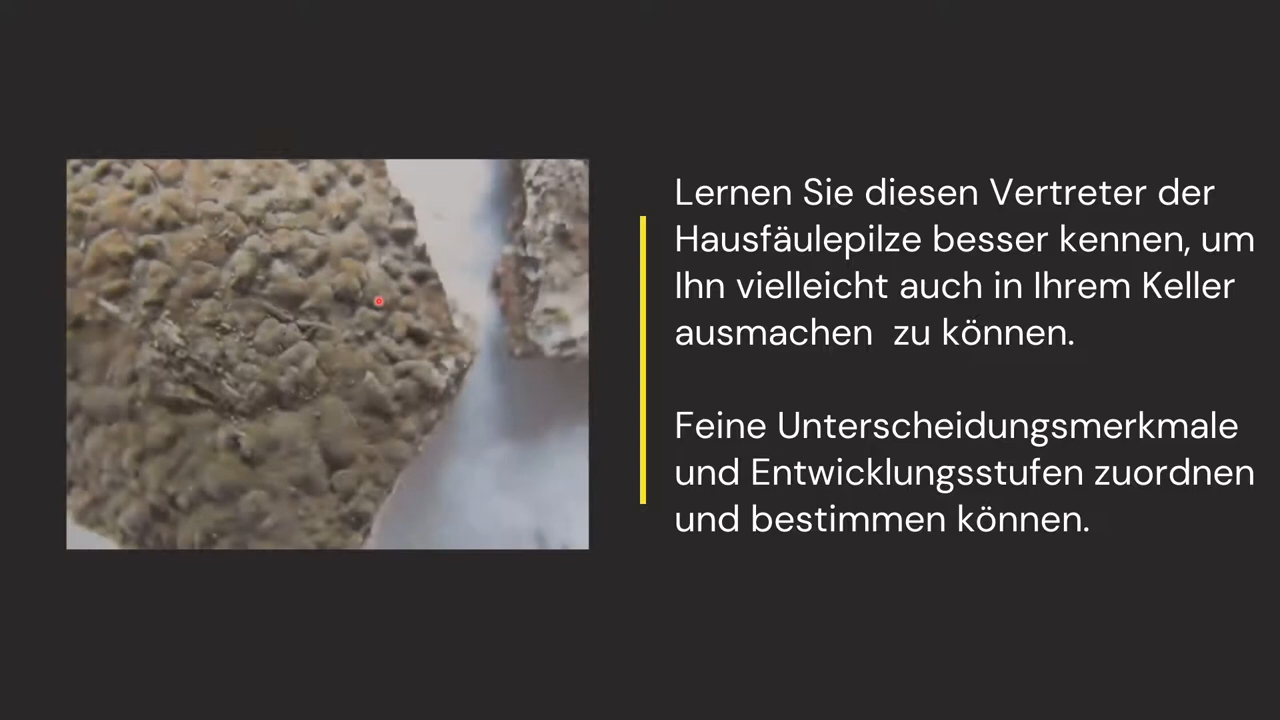 Lernen Sie diesen Vertreter der
Hausfäulepilze besser kennen, um
Ihn vielleicht auch in Ihrem Keller
ausmachen  zu können.
Feine Unterscheidungsmerkmale
und Entwicklungsstufen zuordnen
und bestimmen können.